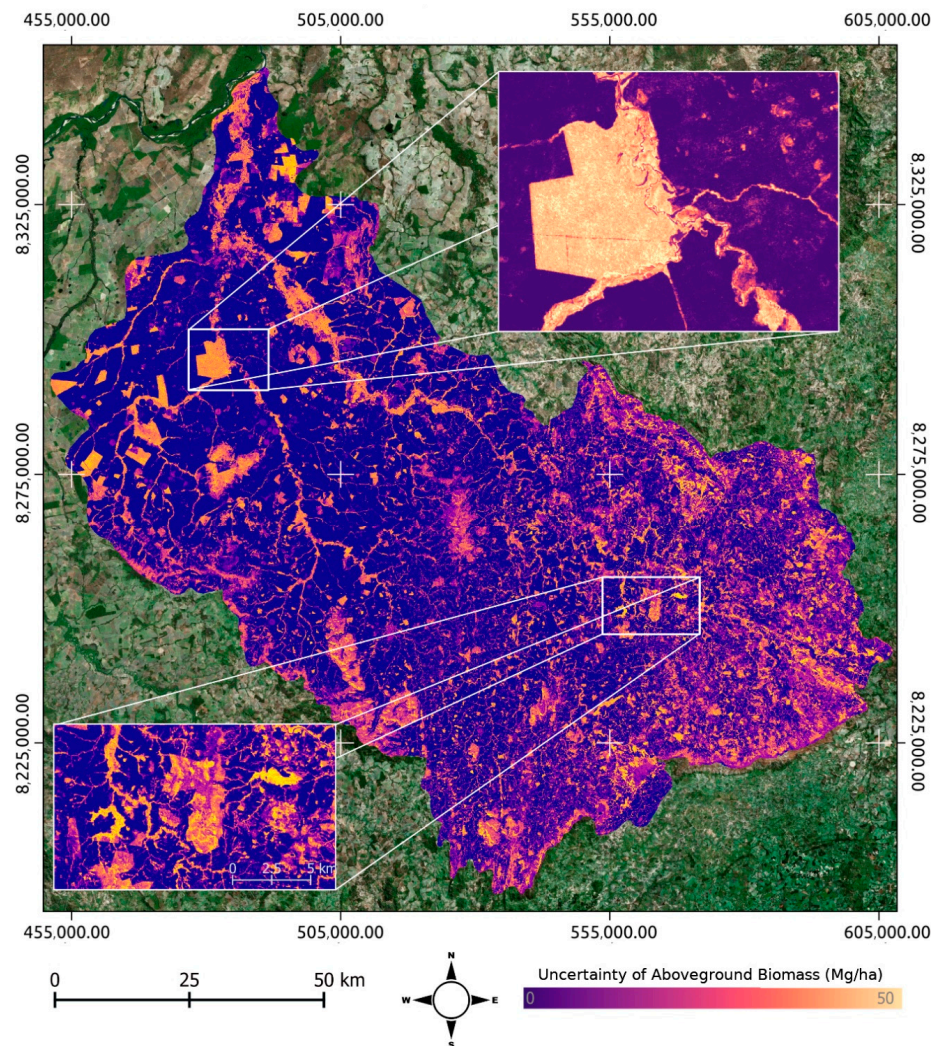 455,000.00 505,000.00 555,000.00 605,000.00
8,325,000.00
8,325,000.00
8,275,000.00
8,275,000.00
8,225,000.00
8,225,000.00
0 2.5 5 km
455,000.00 505,000.00 555,000.00 605,000.00
0 25 50 km
N
W E
S
Uncertainty of Aboveground Biomass (Mg/ha)
0 50